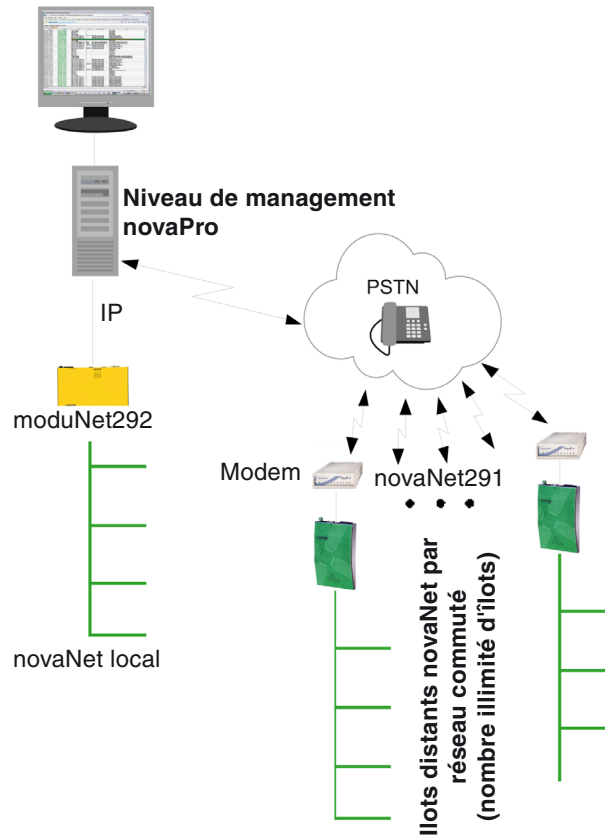 Niveau de management
novaPro
IP
PSTN
moduNet292
Modem
novaNet291
novaNet local
Ilots distants novaNet par
réseau commuté
(nombre illimité d'îlots)